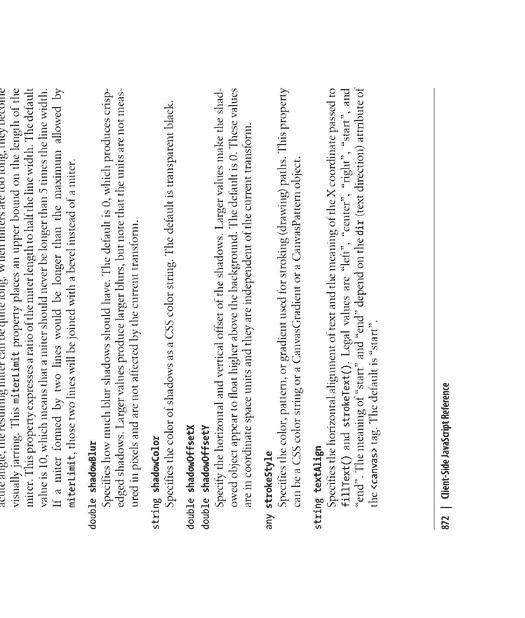 acute angle, the resulting miter can be quite long. When miters are too long, they become
visually jarring. This miterLimit property places an upper bound on the length of the
miter. This property expresses a ratio of the miter length to half the line width. The default
value is 10, which means that a miter should never be longer than 5 times the line width.
If a miter formed by two lines would be longer than the maximum allowed by
miterLimit, those two lines will be joined with a bevel instead of a miter.
double shadowBlur
Specifies how much blur shadows should have. The default is 0, which produces crisp-
edged shadows. Larger values produce larger blurs, but note that the units are not meas-
ured in pixels and are not affected by the current transform.
string shadowColor
Specifies the color of shadows as a CSS color string. The default is transparent black.
double shadowOffsetX
double shadowOffsetY
Specify the horizontal and vertical offset of the shadows. Larger values make the shad-
owed object appear to float higher above the background. The default is 0. These values
are in coordinate space units and they are independent of the current transform.
any strokeStyle
Specifies the color, pattern, or gradient used for stroking (drawing) paths. This property
can be a CSS color string or a CanvasGradient or a CanvasPattern object.
string textAlign
Specifies the horizontal alignment of text and the meaning of the X coordinate passed to
fillText() and strokeText(). Legal values are "left", "center", "right", "start", and
"end". The meaning of "start" and "end" depend on the dir (text direction) attribute of
the <canvas> tag. The default is "start".
872 | Client-Side JavaScript Reference